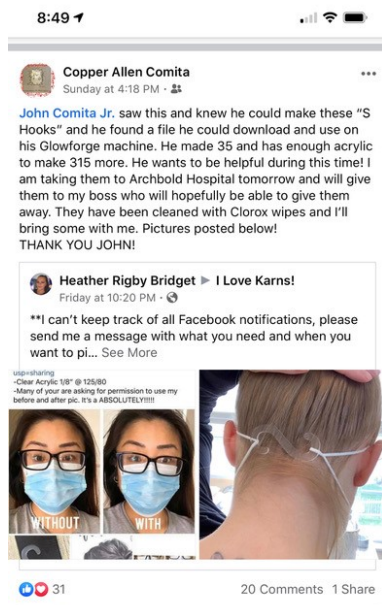 8:49
Copper Allen Comita
Sunday at 4:18 PM ·
John Comita Jr. saw this and knew he could make these “S
Hooks” and he found a file he could download and use on
his Glowforge machine. He made 35 and has enough acrylic
to make 315 more. He wants to be helpful during this time! I
am taking them to Archbold Hospital tomorrow and will give
them to my boss who will hopefully be able to give them
away. They have been cleaned with Clorox wipes and I’ll
bring some with me. Pictures posted below!
THANK YOU JOHN!
Heather Rigby Bridget ▶ I Love Karns!
Friday at 10:20 PM ·
**I can’t keep track of all Facebook notifications, please
send me a message with what you need and when you
want to pi... See More
usp=sharing
-Clear Acrylic 1/8" @ 125/80
-Many of your are asking for permission to use my
before and after pic. It's a ABSOLUTELY!!!!!
WITHOUT
WITH
31
20 Comments 1 Share